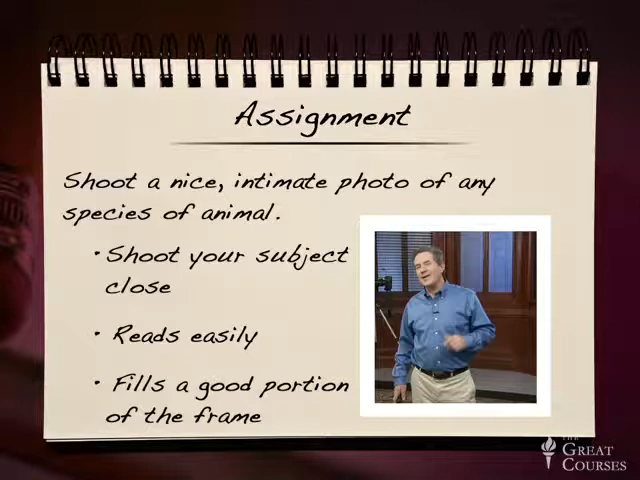 Assignment
Shoot a nice, intimate photo of any
species of animal.
• Shoot your subject
close
• Reads easily
• Fills a good portion
of the frame
THE
GREAT
COURSES